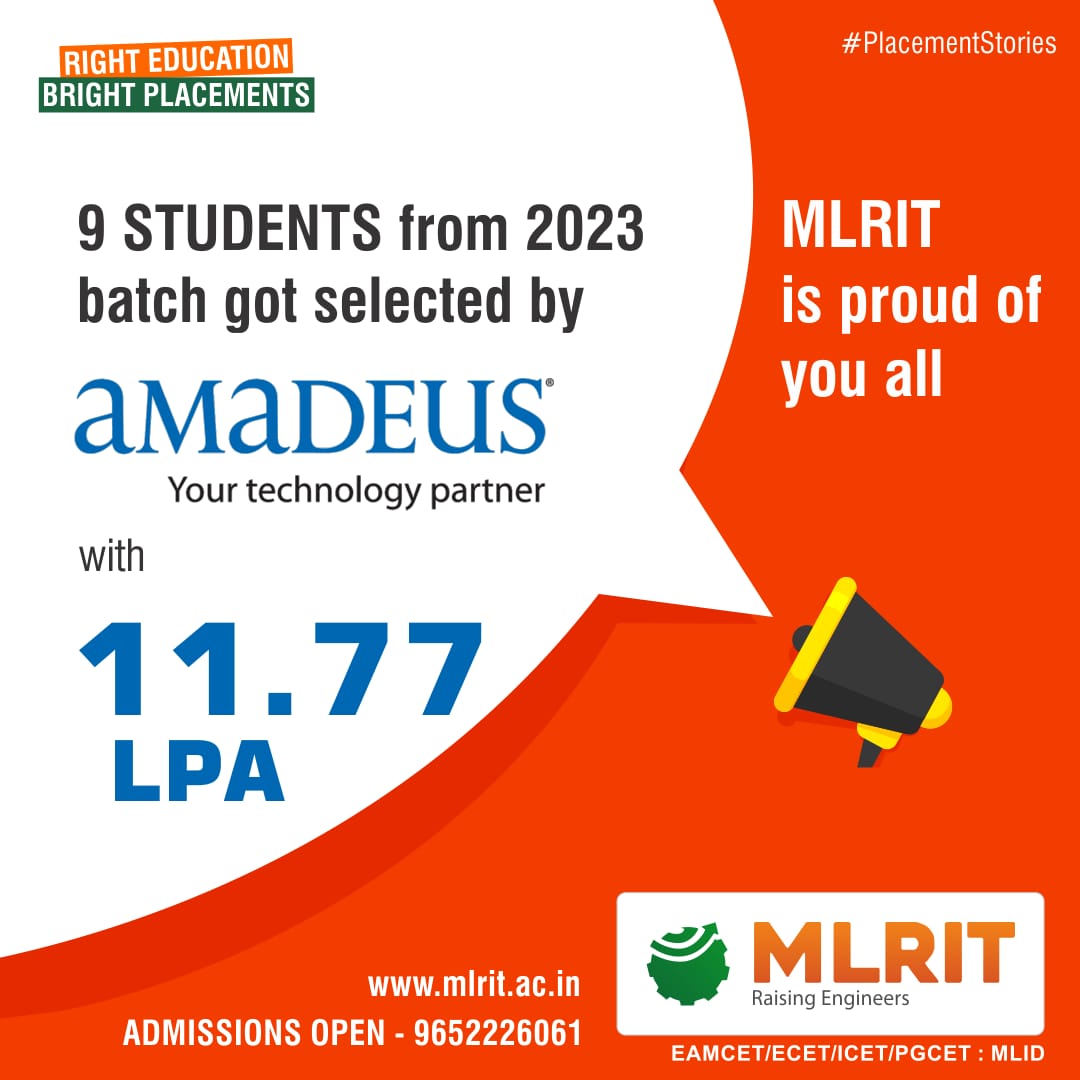 RIGHT EDUCATION
BRIGHT PLACEMENTS
#PlacementStories
9 STUDENTS from 2023
batch got selected by
aMaDEUS®
Your technology partner
with
11.77
LPA
MLRIT
is proud of
you all
www.mlrit.ac.in
ADMISSIONS OPEN - 9652226061
MLRIT
Raising Engineers
EAMCET/ECET/ICET/PGCET : MLID